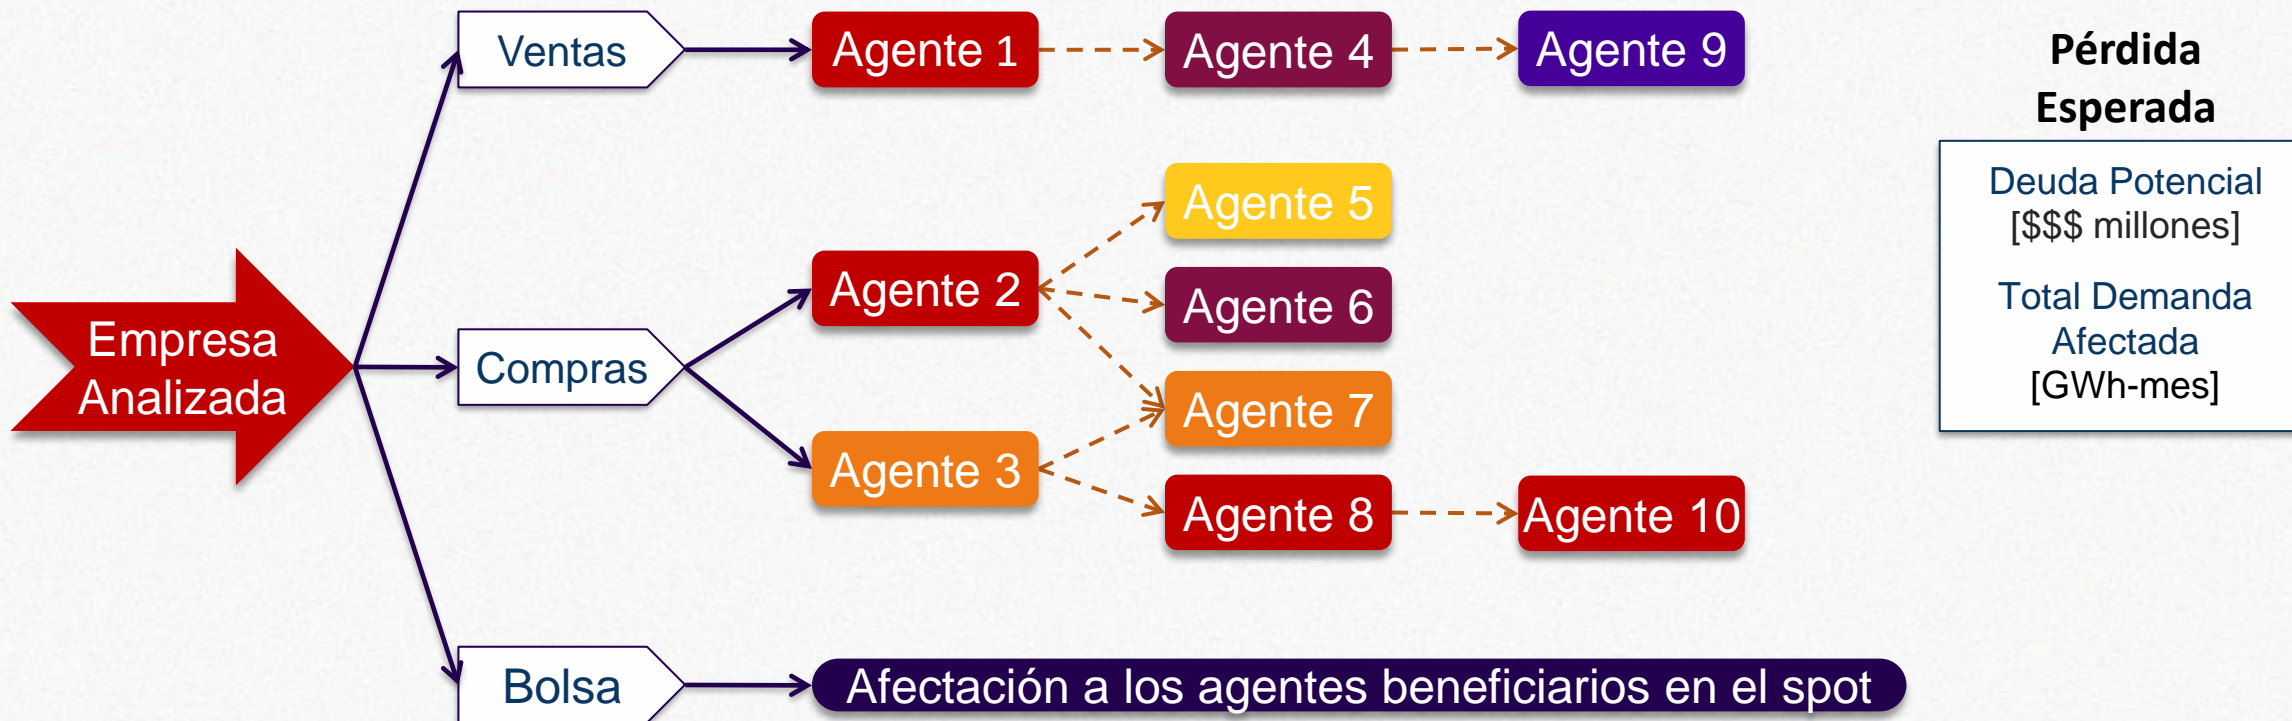 Ventas
Agente 1
Agente 4
Agente 9
Pérdida
Esperada
Agente 5
Deuda Potencial
[$$$ millones]
Agente 2
Agente 6
Total Demanda
Afectada
[GWh-mes]
Empresa
Analizada
Compras
Agente 7
Agente 3
Agente 8
Agente 10
Bolsa
Afectación a los agentes beneficiarios en el spot